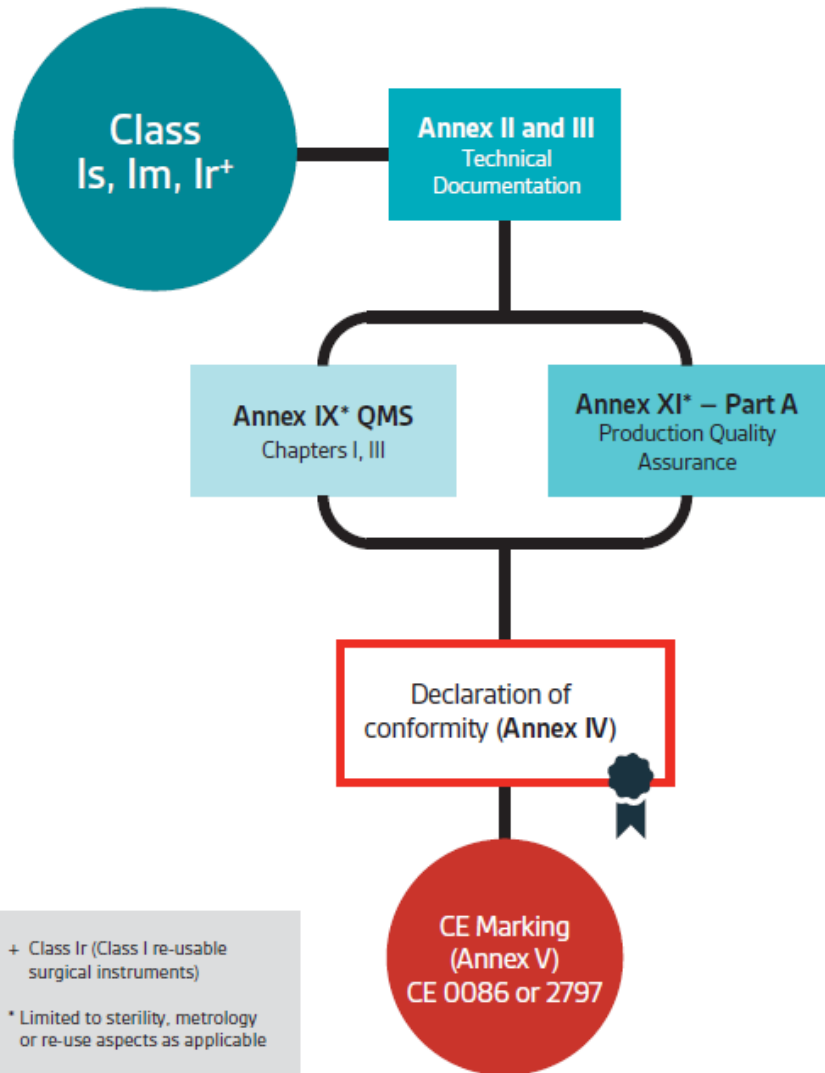 Class
Is, Im, Ir+
Annex II and III
Technical
Documentation
Annex IX* QMS
Chapters I, III
Annex XI* – Part A
Production Quality
Assurance
Declaration of
conformity (Annex IV)
CE Marking
(Annex V)
CE 0086 or 2797
+ Class Ir (Class I re-usable
surgical instruments)
* Limited to sterility, metrology
or re-use aspects as applicable